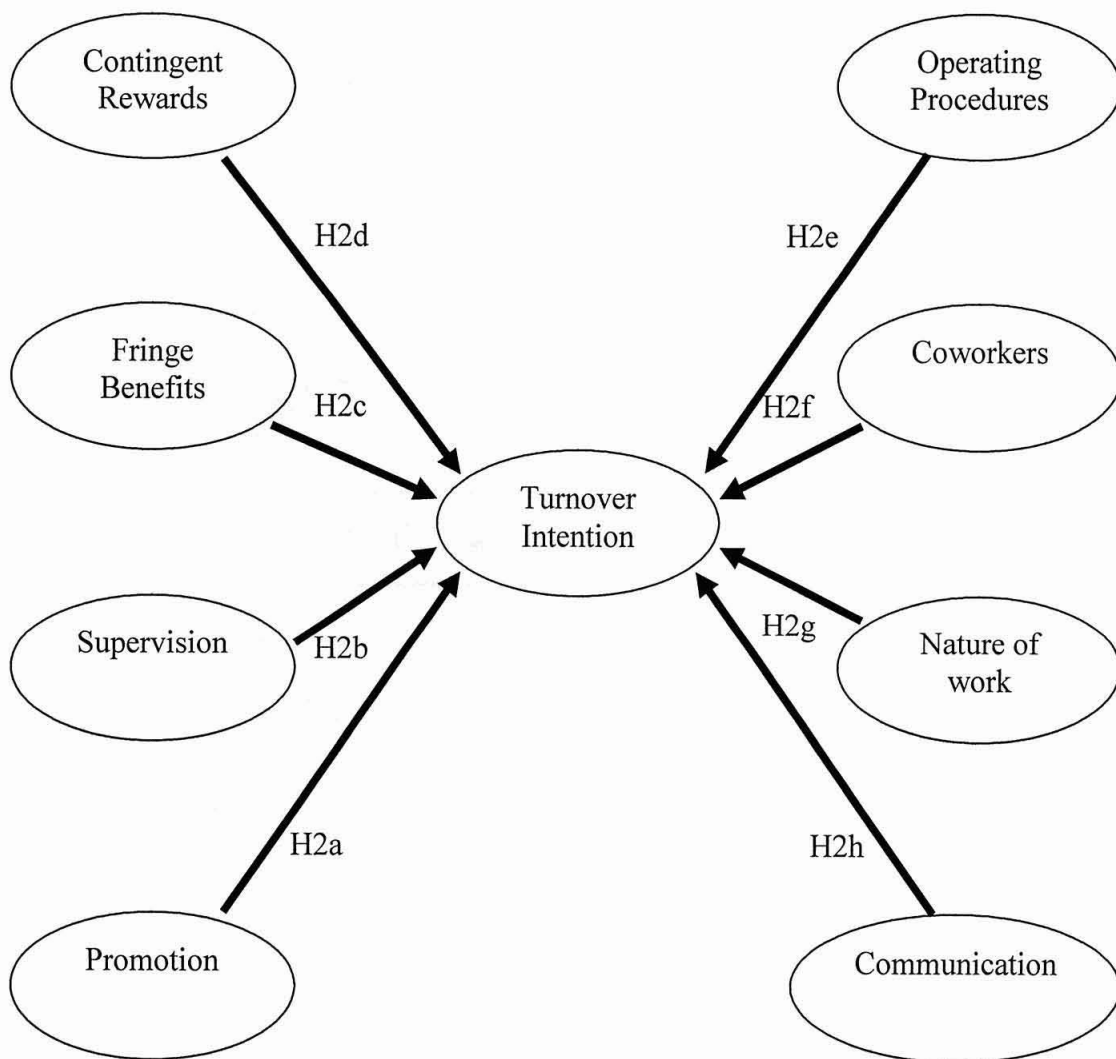 Contingent
Rewards
Operating
Procedures
H2d
H2e
Fringe
Benefits
Coworkers
H2c
H2f
Turnover
Intention
Supervision
H2b
H2g
Nature of
work
H2a
H2h
Promotion
Communication